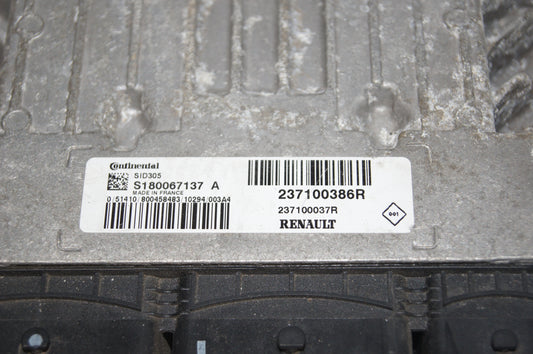 Continental
SID305
S180067137 A
MADE IN FRANCE
0/51410/800458483/10294.003A4
237100386R
237100037R
RENAULT